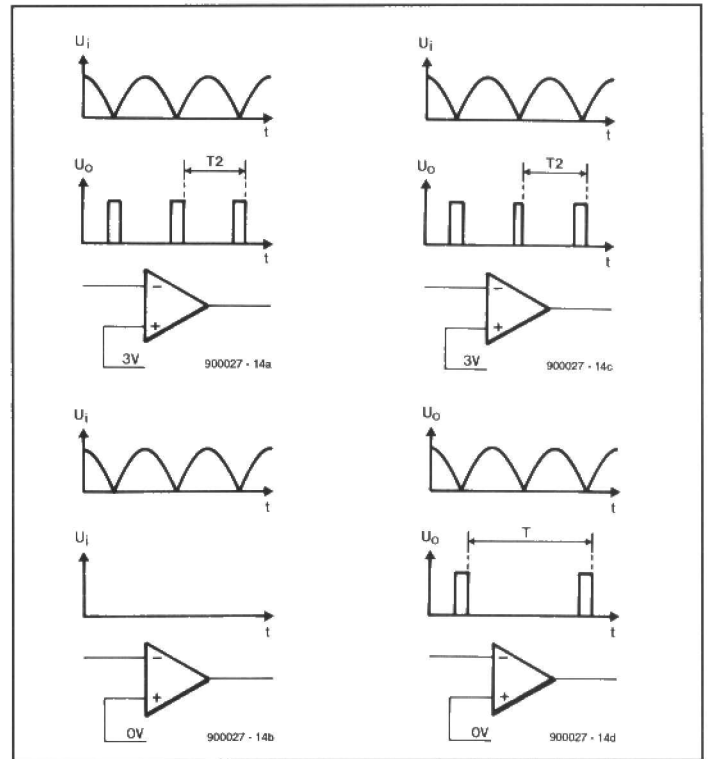 Ui
t
Uo
T2
t
−
+
3V
900027 - 14a
Ui
t
Uo
T2
t
−
+
3V
900027 - 14c
Ui
t
Ui
t
−
+
0V
900027 - 14b
Uo
t
Uo
T
t
−
+
0V
900027 - 14d